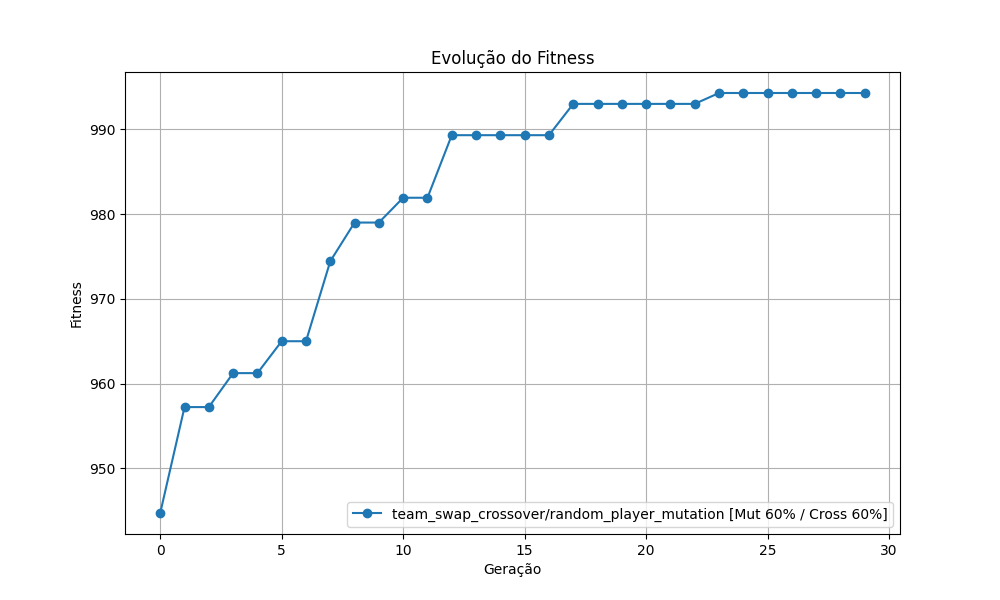 Evolução do Fitness
Fitness
990
980
970
960
950
team_swap_crossover/random_player_mutation [Mut 60% / Cross 60%]
0 5 10 15 20 25 30
Geração